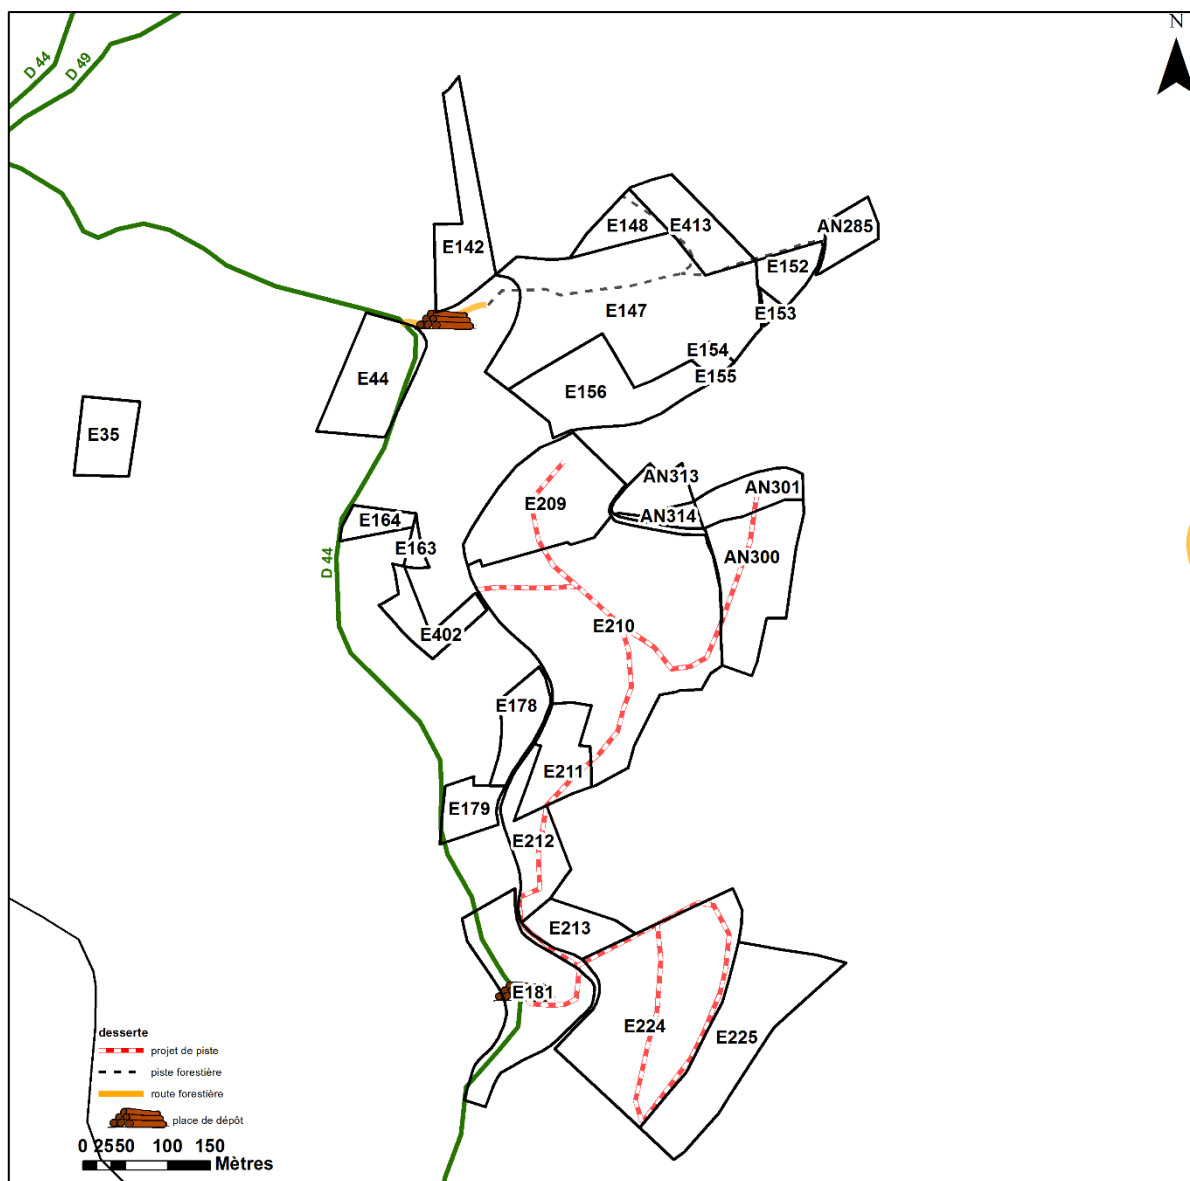 N
D 44
D 49
E142
E148
E413
AN285
E152
E147
E153
E154
E155
E44
E156
E35
AN313
AN301
E209
AN314
E164
E163
AN300
D 44
E402
E210
E178
E211
E179
E212
E213
E181
E224
E225
desserte
projet de piste
piste forestière
route forestière
place de dépôt
0 25 50 100 150
Mètres